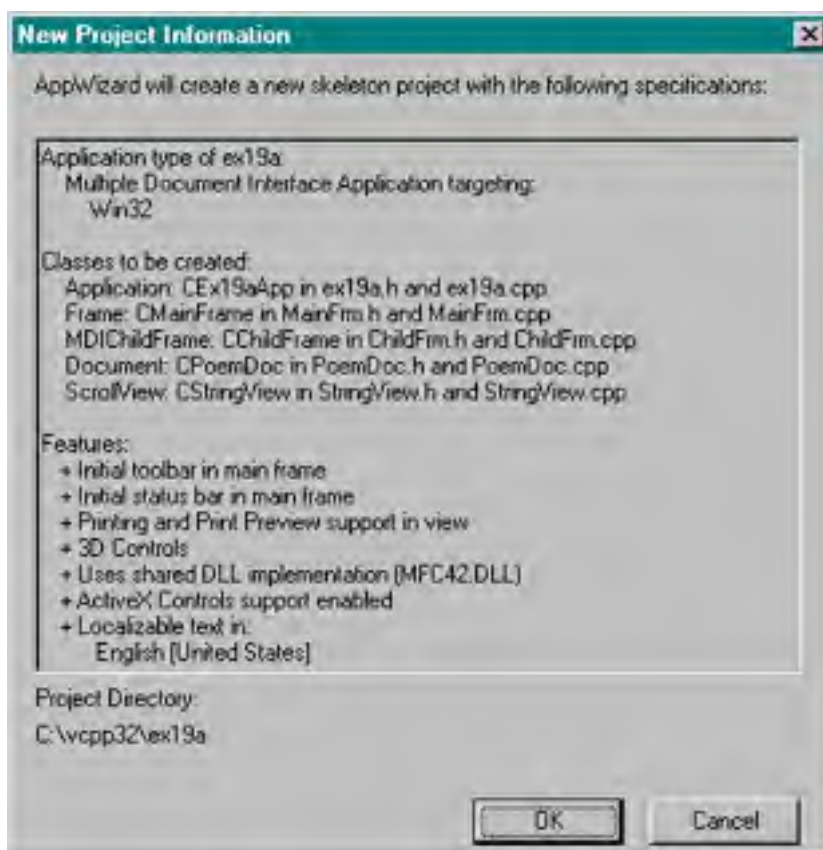 New Project Information
AppWizard will create a new skeleton project with the following specifications:
Application type of ex19a:
Multiple Document Interface Application targeting:
Win32
Classes to be created:
Application: CEx19aApp in ex19a.h and ex19a.cpp
Frame: CMainFrame in MainFrm.h and MainFrm.cpp
MDIChildFrame: CChildFrame in ChildFrm.h and ChildFrm.cpp
Document: CPoemDoc in PoemDoc.h and PoemDoc.cpp
ScrollView: CStringView in StringView.h and StringView.cpp
Features:
+ Initial toolbar in main frame
+ Initial status bar in main frame
+ Printing and Print Preview support in view
+ 3D Controls
+ Uses shared DLL implementation (MFC42.DLL)
+ ActiveX Controls support enabled
+ Localizable text in:
English [United States]
Project Directory:
C:\vcpp32\ex19a
OK
Cancel